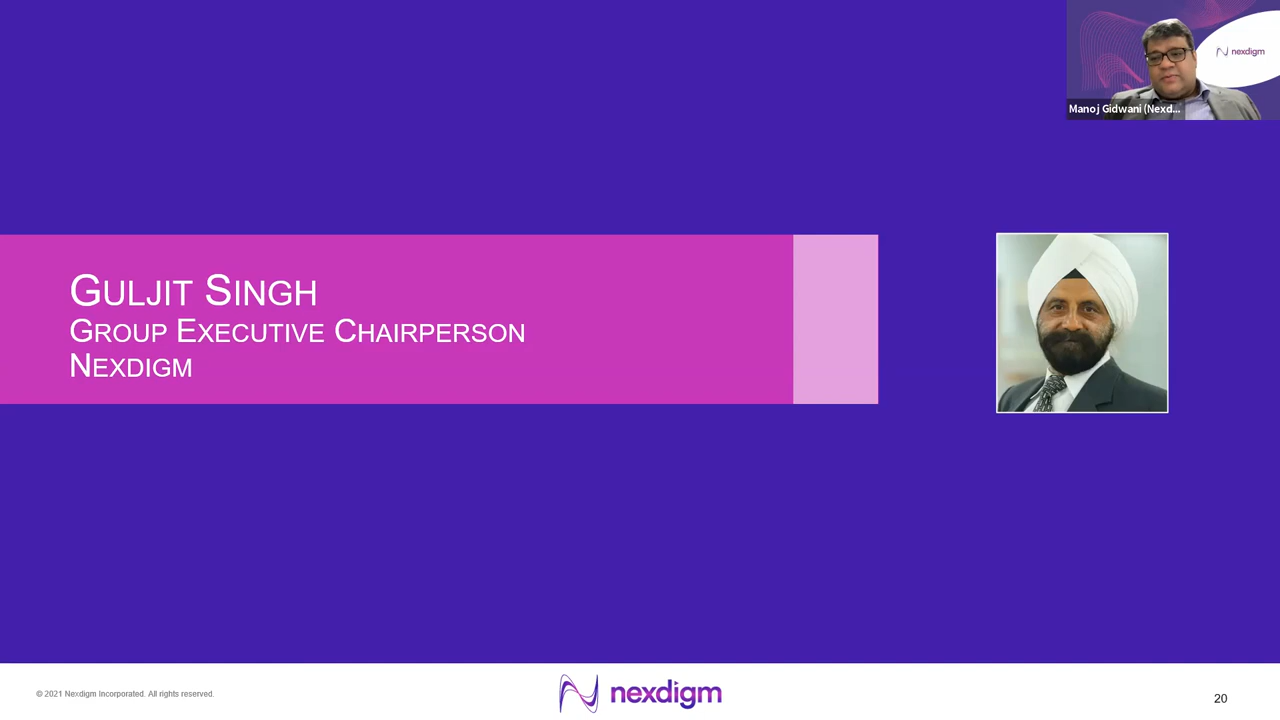 nexdigm
Manoj Gidwani (Nexd...
GULJIT SINGH
GROUP EXECUTIVE CHAIRPERSON
NEXDIGM
© 2021 Nexdigm Incorporated. All rights reserved.
nexdigm
20